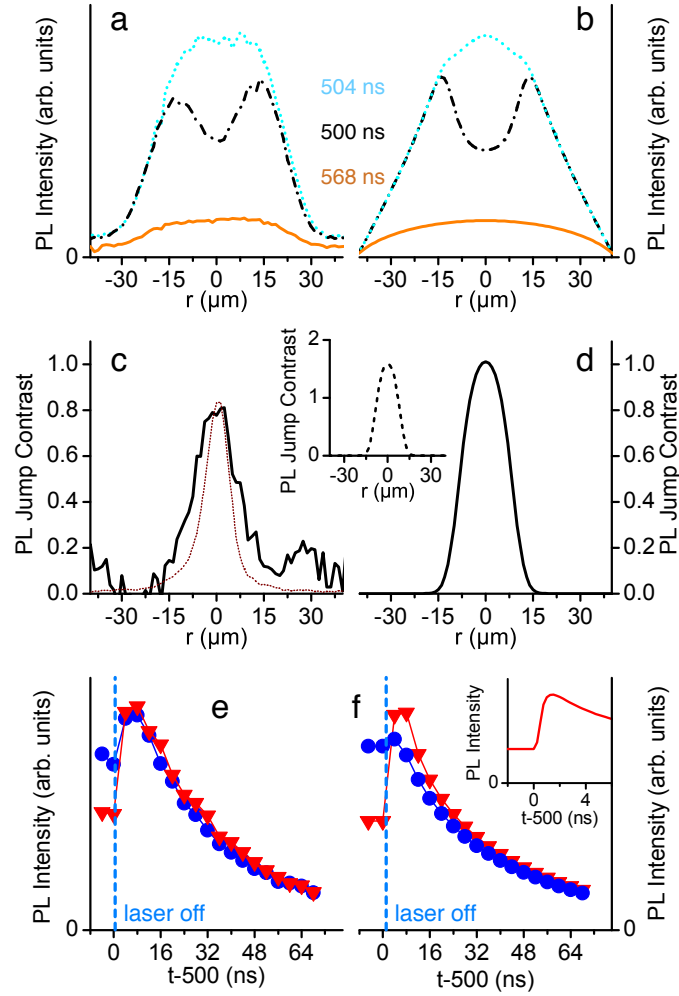 a
b
PL Intensity (arb. units)
504 ns
500 ns
568 ns
PL Intensity (arb. units)
0
0
-30 -15 0 15 30
-30 -15 0 15 30
r (µm)
r (µm)
c
d
PL Jump Contrast
1.0
0.8
0.6
0.4
0.2
0.0
PL Jump Contrast
2
1
0
-30 0 30
r (µm)
1.0
0.8
0.6
0.4
0.2
0.0
PL Jump Contrast
-30 -15 0 15 30
-30 -15 0 15 30
r (µm)
r (µm)
e
f
PL Intensity (arb. units)
PL Intensity
0 4
t-500 (ns)
PL Intensity (arb. units)
laser off
laser off
0
0
0 16 32 48 64
0 16 32 48 64
t-500 (ns)
t-500 (ns)